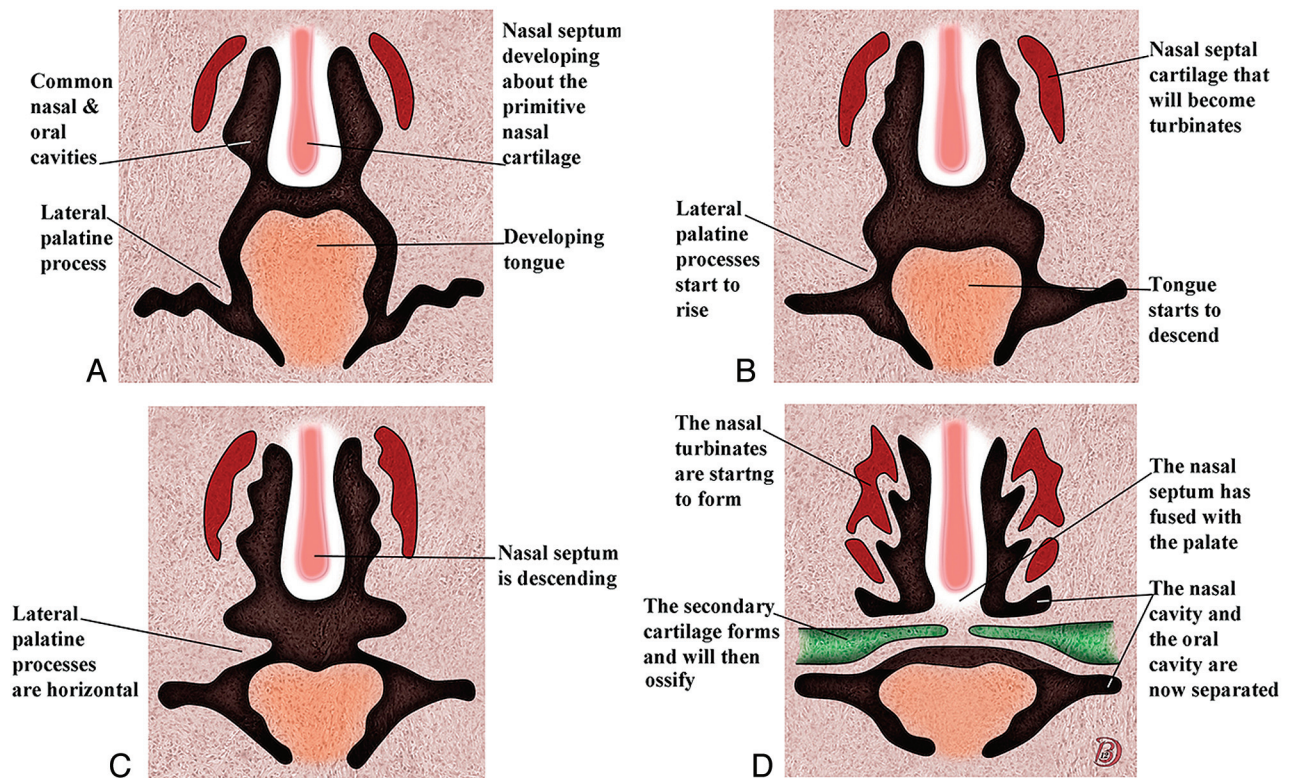 Common
nasal &
oral
cavities
Nasal septum
developing
about the
primitive
nasal
cartilage
Lateral
palatine
process
Developing
tongue
A
Nasal septal
cartilage that
will become
turbinates
Lateral
palatine
processes
start to
rise
Tongue
starts to
descend
B
Nasal septum
is descending
Lateral
palatine
processes
are horizontal
C
The nasal
turbinates
are startng
to form
The nasal
septum has
fused with
the palate
The secondary
cartilage forms
and will then
ossify
The nasal
cavity and
the oral
cavity are
now separated
D